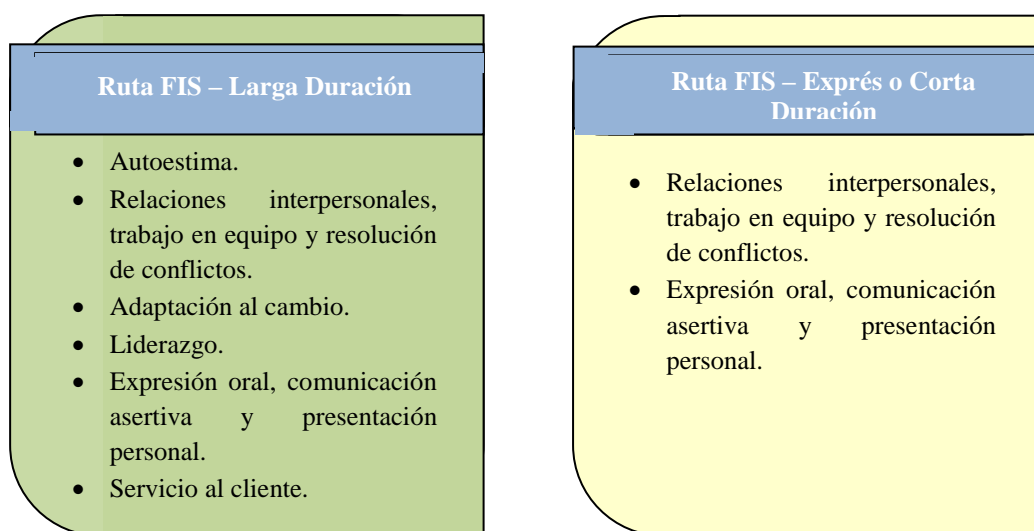 Ruta FIS – Larga Duración
• Autoestima.
• Relaciones interpersonales,
trabajo en equipo y resolución
de conflictos.
• Adaptación al cambio.
• Liderazgo.
• Expresión oral, comunicación
asertiva y presentación
personal.
• Servicio al cliente.
Ruta FIS – Exprés o Corta
Duración
• Relaciones interpersonales,
trabajo en equipo y resolución
de conflictos.
• Expresión oral, comunicación
asertiva y presentación
personal.